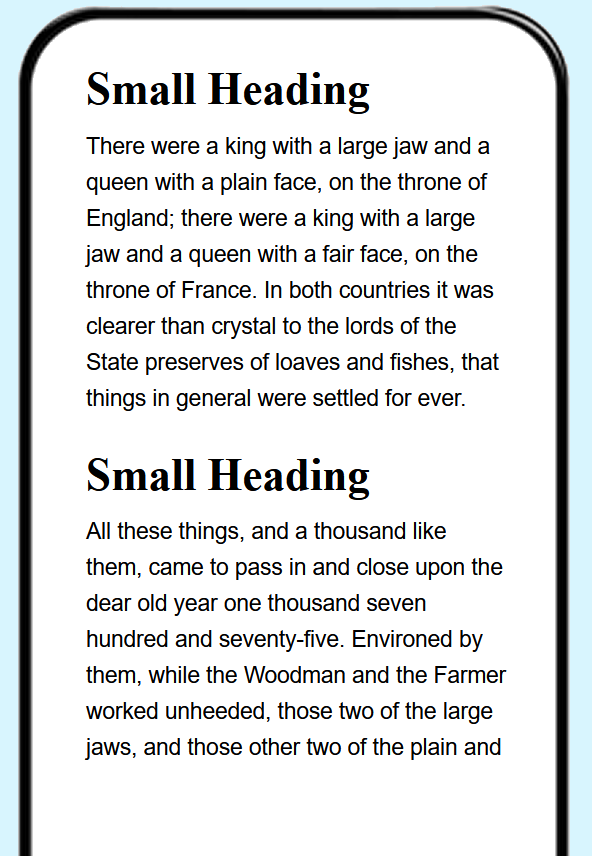 Small Heading
There were a king with a large jaw and a
queen with a plain face, on the throne of
England; there were a king with a large
jaw and a queen with a fair face, on the
throne of France. In both countries it was
clearer than crystal to the lords of the
State preserves of loaves and fishes, that
things in general were settled for ever.
Small Heading
All these things, and a thousand like
them, came to pass in and close upon the
dear old year one thousand seven
hundred and seventy-five. Environed by
them, while the Woodman and the Farmer
worked unheeded, those two of the large
jaws, and those other two of the plain and